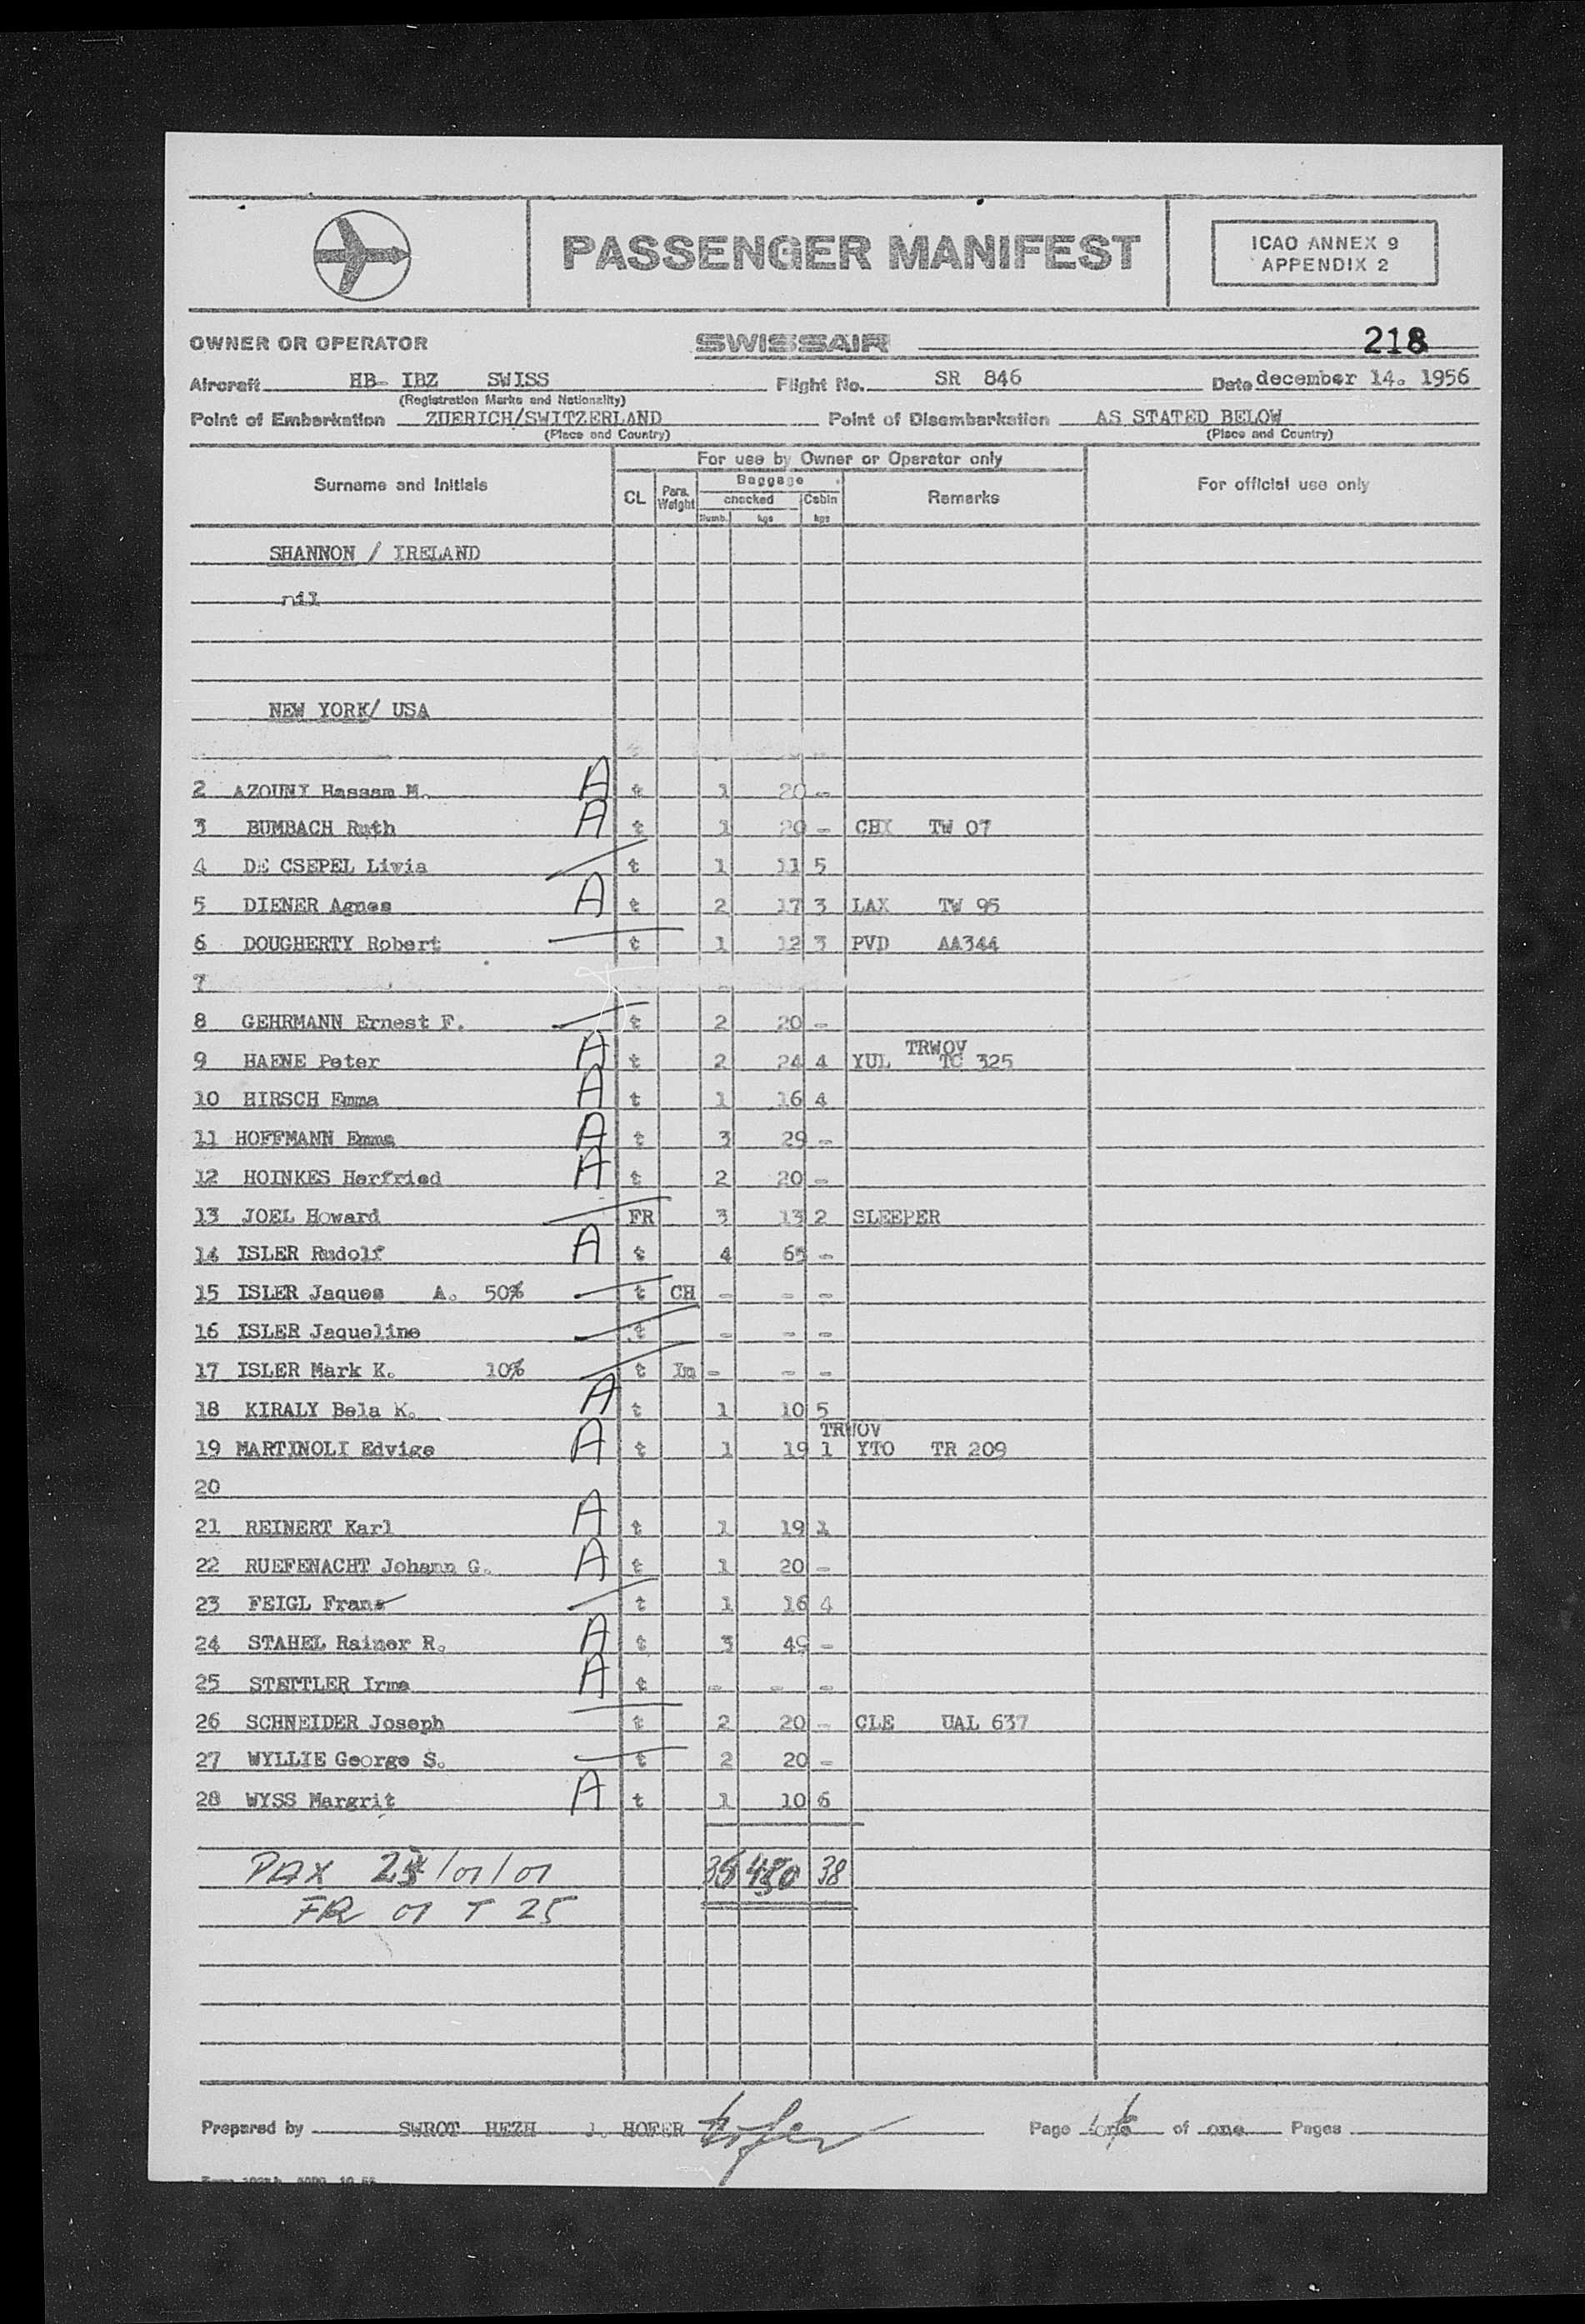 PASSENGER MANIFEST
ICAO ANNEX 9
APPENDIX 2
OWNER OR OPERATOR SWISSAIR 218
Aircraft HB- IBZ SWISS Flight No. SR 846 Date december 14. 1956
(Registration Marks and Nationality)
Point of Embarkation ZUERICH/SWITZERLAND Point of Disembarkation AS STATED BELOW
(Place and Country) (Place and Country)
For use by Owner or Operator only
Surname and Initials CL Pers. Weight Baggage checked Numb. kgs Cabin kgs Remarks For official use only
SHANNON / IRELAND
nil
NEW YORK/ USA
2 AZOUNI Hassam M. A t 1 20 -
3 BUMBACH Ruth A t 1 20 - CHI TW 07
4 DE CSEPEL Livia t 1 11 5
5 DIENER Agnes A t 2 17 3 LAX TW 95
6 DOUGHERTY Robert t 1 12 3 PVD AA344
7
8 GEHRMANN Ernest F. t 2 20 -
TRWOV
9 HAENE Peter A t 2 24 4 YUL TC 325
10 HIRSCH Emma A t 1 16 4
11 HOFFMANN Emma A t 3 29 -
12 HOINKES Herfried A t 2 20 -
13 JOEL Howard FR 3 13 2 SLEEPER
14 ISLER Rudolf A t 4 65 -
15 ISLER Jaques A. 50% t CH - - -
16 ISLER Jaqueline t - - -
17 ISLER Mark K. 10% t In - - -
18 KIRALY Bela K. A t 1 10 5
TRWOV
19 MARTINOLI Edvige A t 1 19 1 YTO TR 209
20
21 REINERT Karl A t 1 19 1
22 RUEFENACHT Johann G. A t 1 20 -
23 FEIGL Frans t 1 16 4
24 STAHEL Rainer R. A t 3 49 -
25 STETTLER Irma A t - - -
26 SCHNEIDER Joseph t 2 20 - CLE UAL 637
27 WYLLIE George S. t 2 20 -
28 WYSS Margrit A t 1 10 6
PAX /01/01 38
FR 01 T 25
Prepared by SWROT HEZH J. HOFER Hofer Page one of one Pages